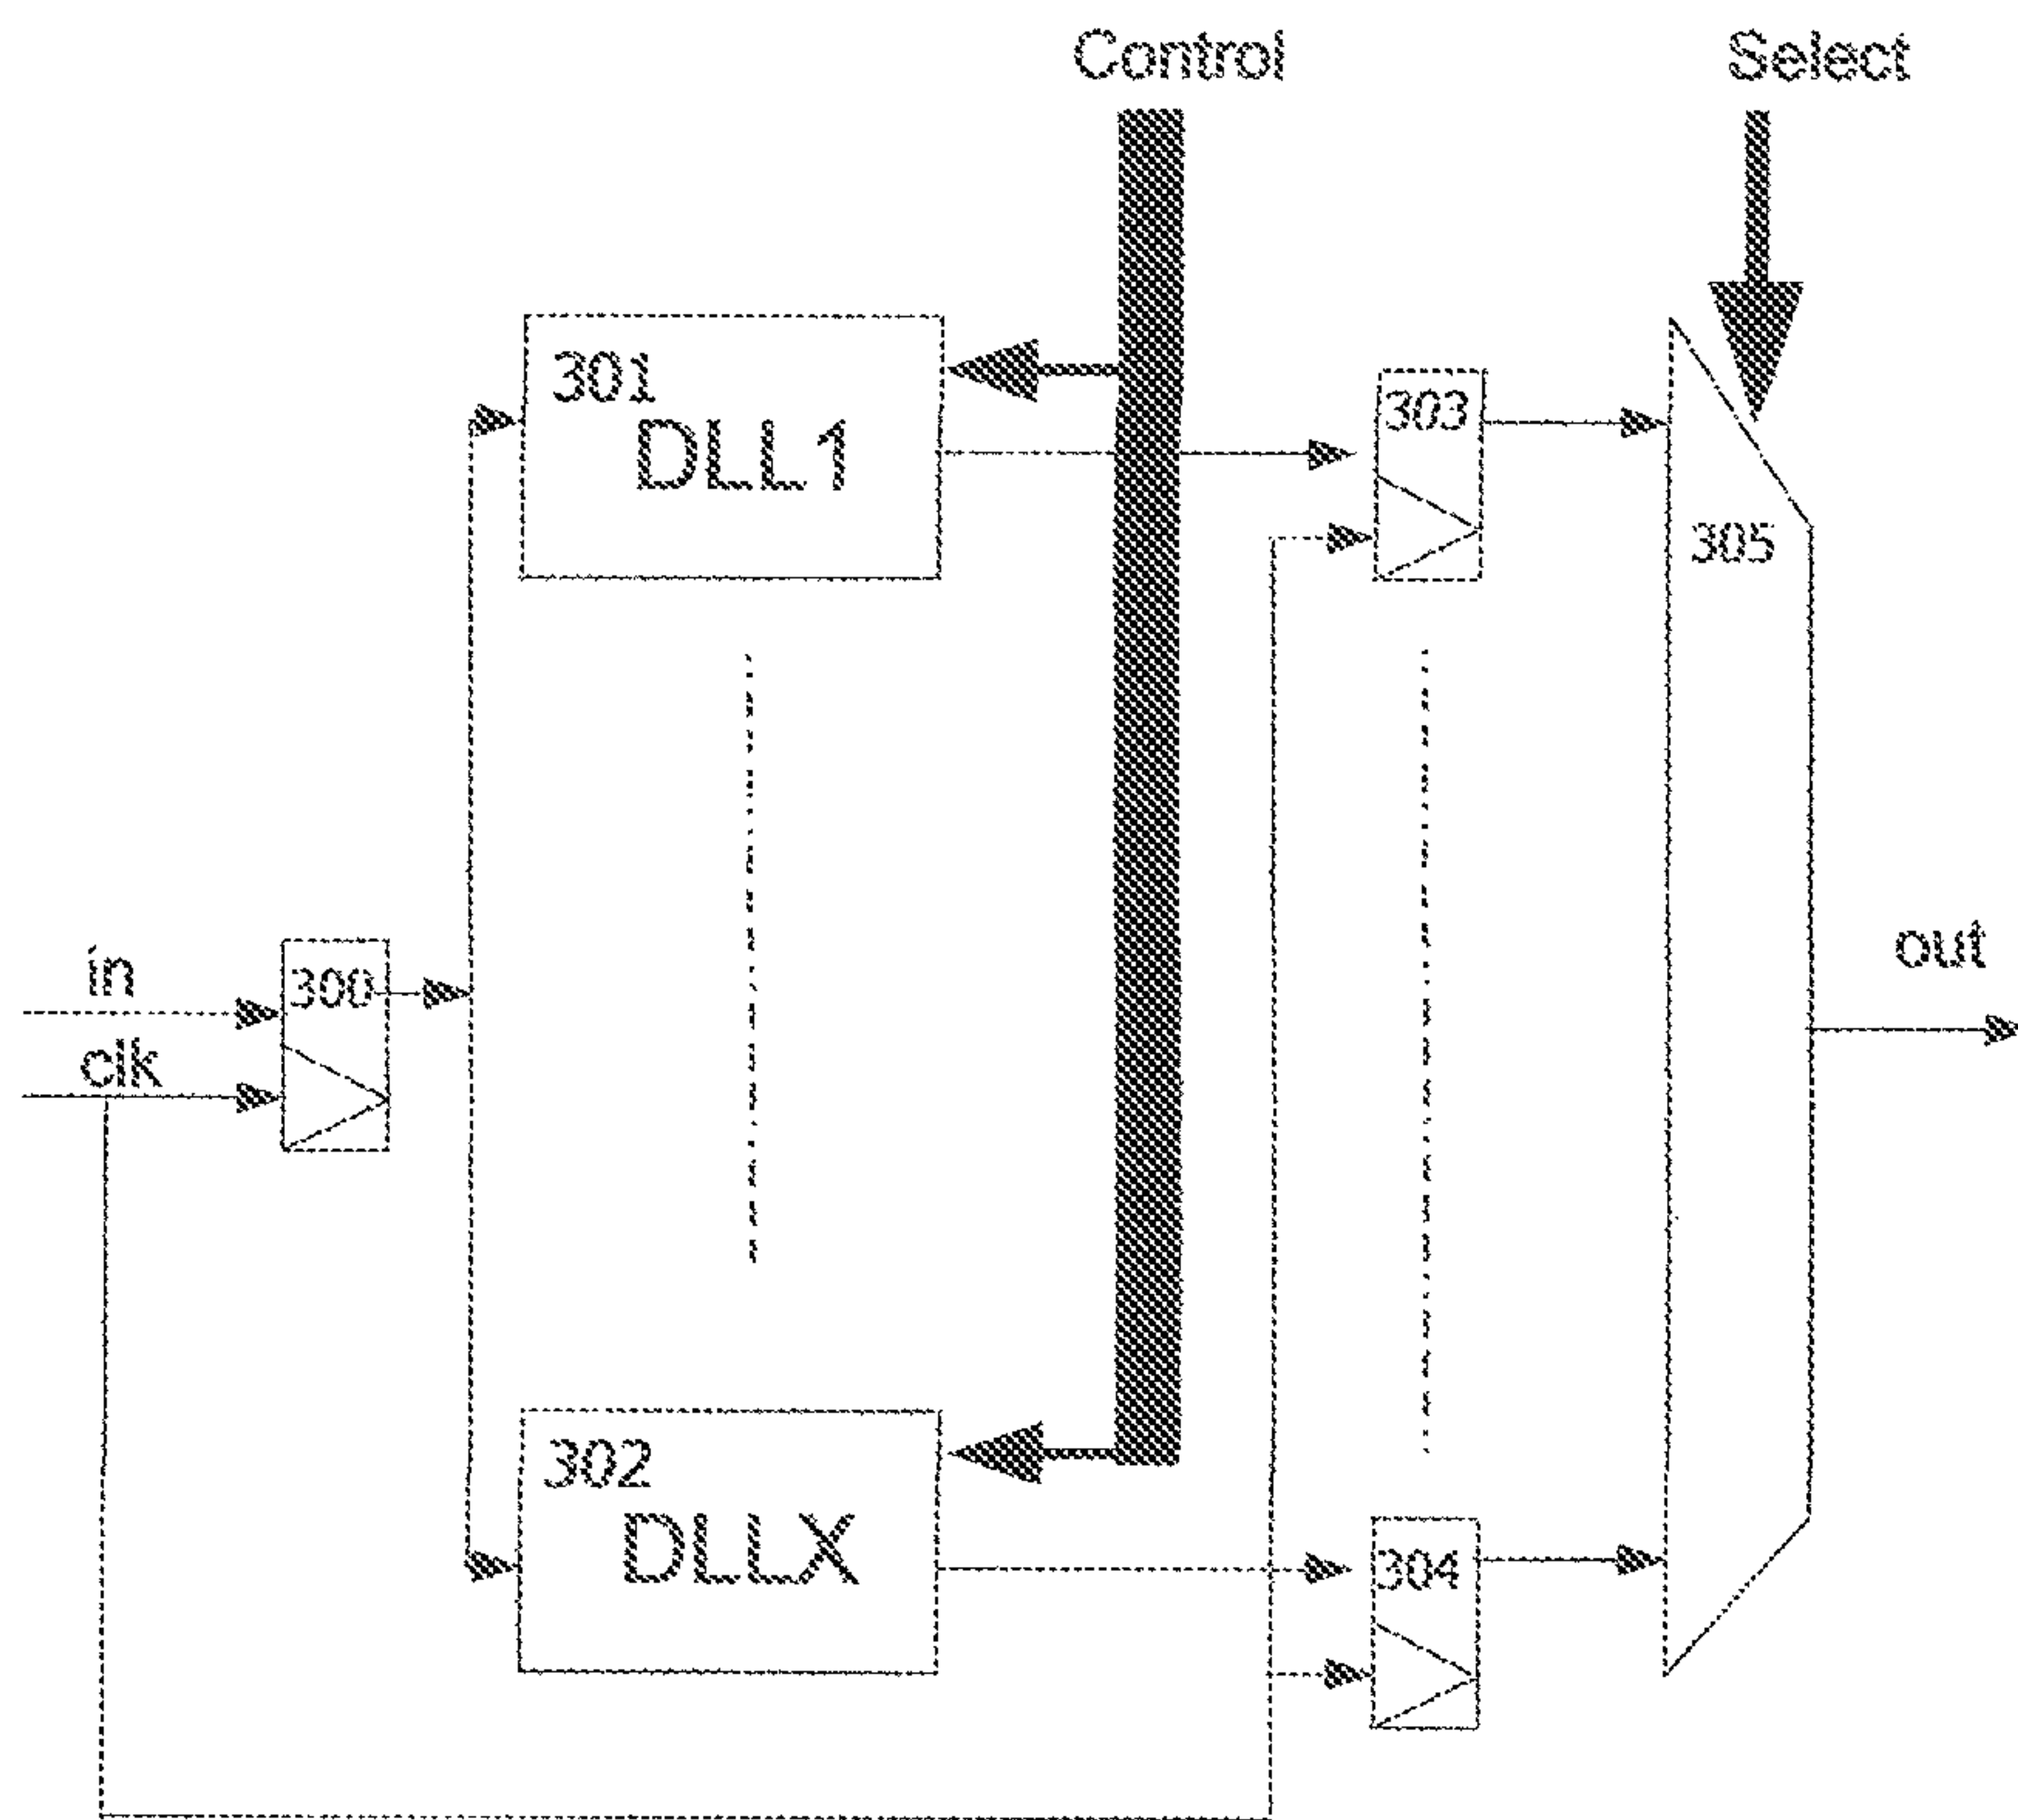 Control
Select
301
DLL1
303
305
in
300
clk
out
302
DLLX
304